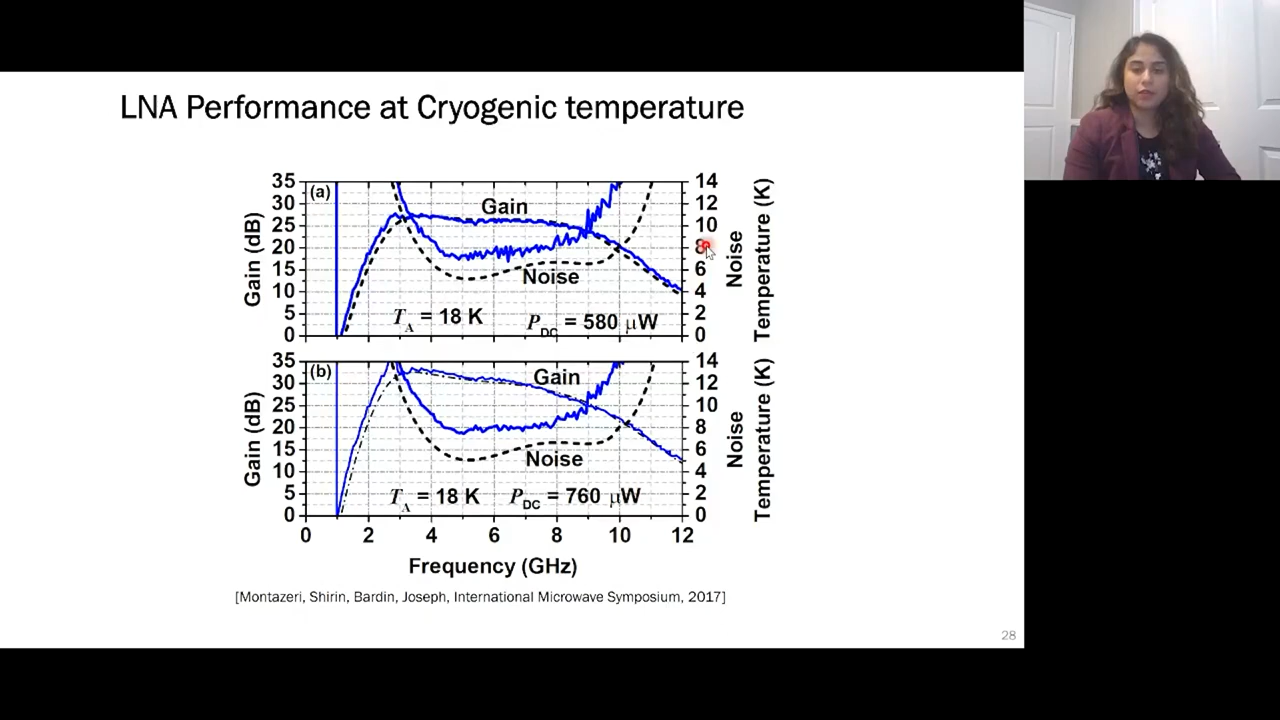 LNA Performance at Cryogenic temperature
35
30
25
20
15
10
5
0
Gain (dB)
(a)
Gain
Noise
T_A = 18 K
P_DC = 580 μW
14
12
10
8
6
4
2
0
Noise
Temperature (K)
35
30
25
20
15
10
5
0
Gain (dB)
(b)
Gain
Noise
T_A = 18 K
P_DC = 760 μW
14
12
10
8
6
4
2
0
Noise
Temperature (K)
0 2 4 6 8 10 12
Frequency (GHz)
[Montazeri, Shirin, Bardin, Joseph, International Microwave Symposium, 2017]
28